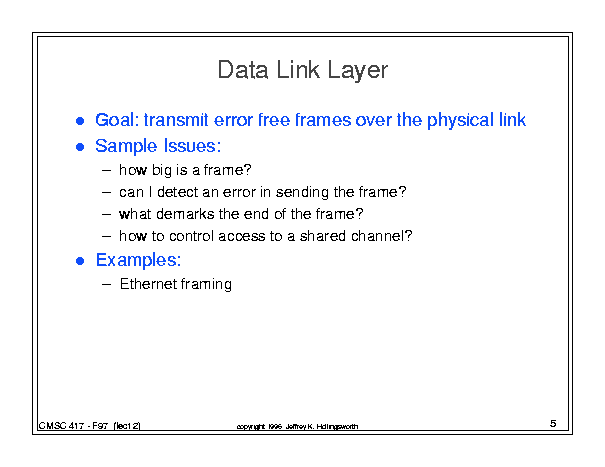 Data Link Layer
● Goal: transmit error free frames over the physical link
● Sample Issues:
– how big is a frame?
– can I detect an error in sending the frame?
– what demarks the end of the frame?
– how to control access to a shared channel?
● Examples:
– Ethernet framing
CMSC 417 - F97 (lect 2)
copyright 1996 Jeffrey K. Hollingsworth
5